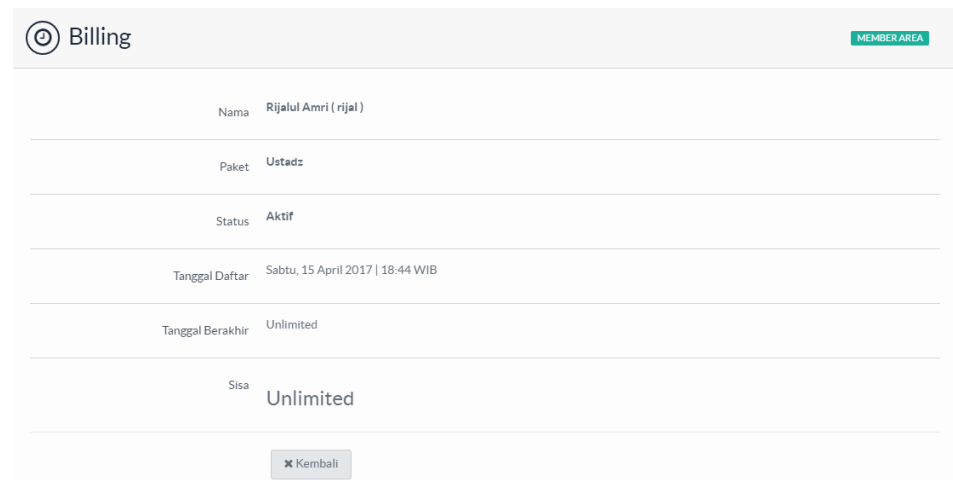 Billing
MEMBER AREA
Nama Rijalul Amri ( rijal )
Paket Ustadz
Status Aktif
Tanggal Daftar Sabtu, 15 April 2017 | 18:44 WIB
Tanggal Berakhir Unlimited
Sisa Unlimited
✖ Kembali